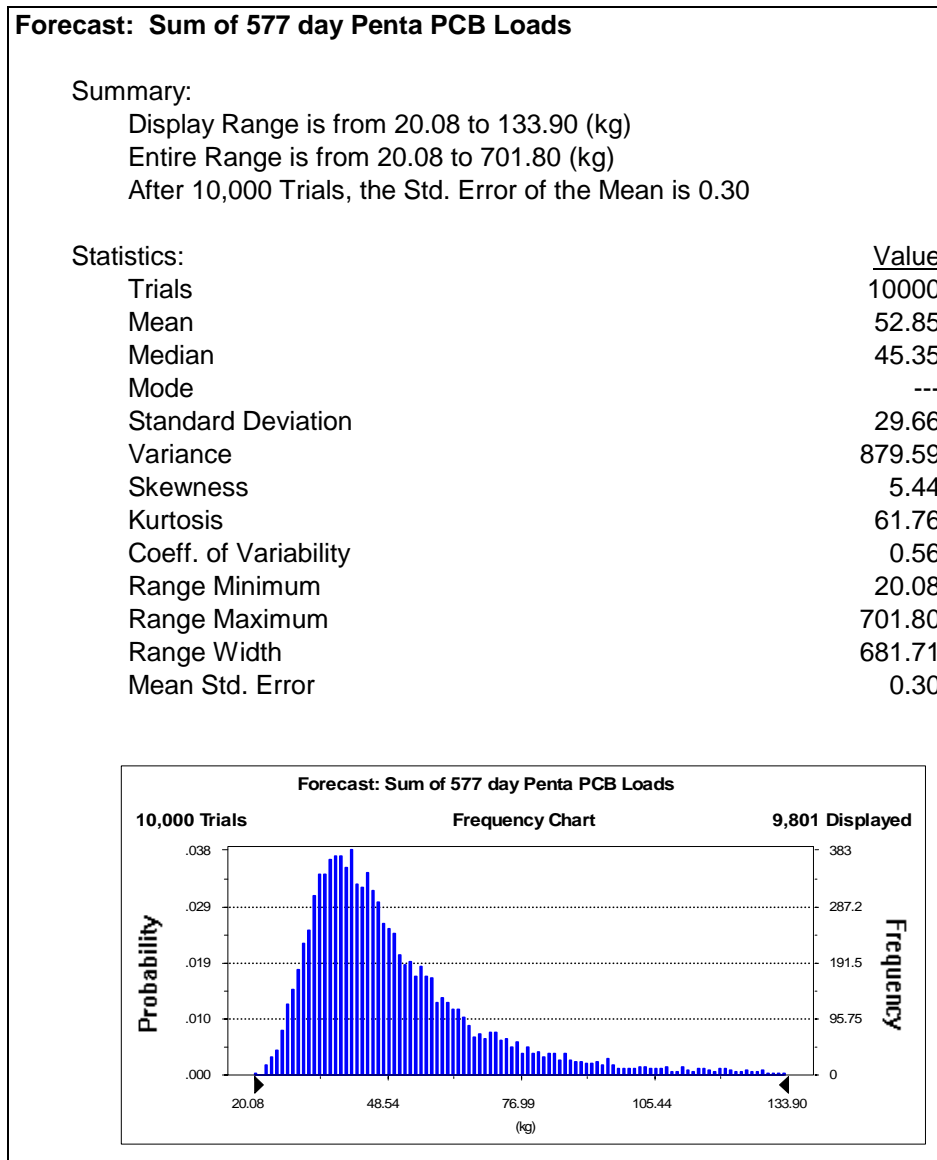 Forecast: Sum of 577 day Penta PCB Loads
Summary:
Display Range is from 20.08 to 133.90 (kg)
Entire Range is from 20.08 to 701.80 (kg)
After 10,000 Trials, the Std. Error of the Mean is 0.30
Statistics: Value
Trials 10000
Mean 52.85
Median 45.35
Mode ---
Standard Deviation 29.66
Variance 879.59
Skewness 5.44
Kurtosis 61.76
Coeff. of Variability 0.56
Range Minimum 20.08
Range Maximum 701.80
Range Width 681.71
Mean Std. Error 0.30
Forecast: Sum of 577 day Penta PCB Loads
10,000 Trials Frequency Chart 9,801 Displayed
Probability
.038
.029
.019
.010
.000
383
287.2
191.5
95.75
0
Frequency
20.08 48.54 76.99 105.44 133.90
(kg)